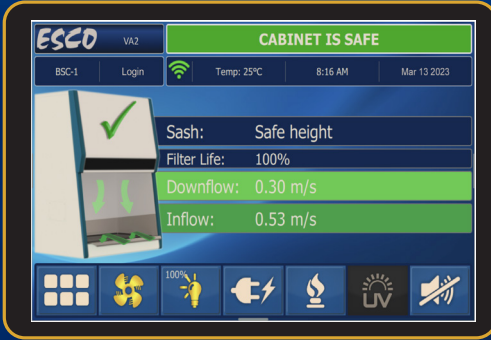 ESCO VA2 CABINET IS SAFE
BSC-1 Login Temp: 25ºC 8:16 AM Mar 13 2023
Sash: Safe height
Filter Life: 100%
Downflow: 0.30 m/s
Inflow: 0.53 m/s
100%
UV